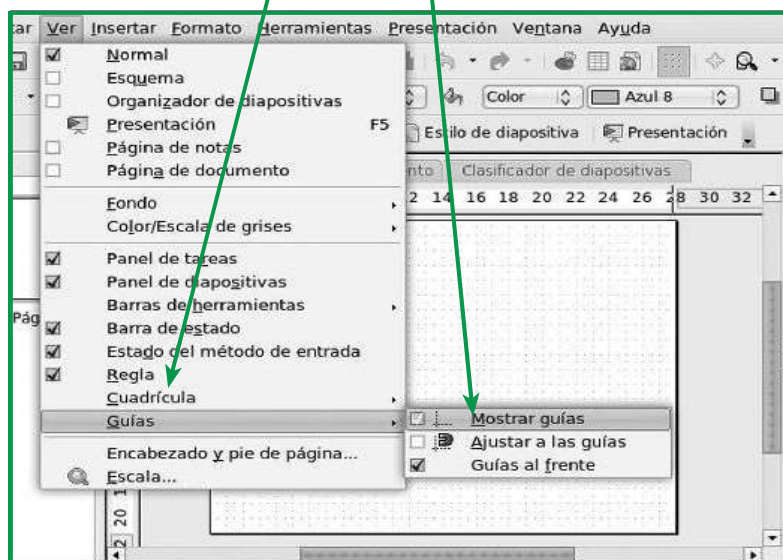 Ver Insertar Formato Herramientas Presentación Ventana Ayuda
Normal
Esquema
Organizador de diapositivas
Presentación F5
Página de notas
Página de documento
Fondo
Color/Escala de grises
Panel de tareas
Panel de diapositivas
Barras de herramientas
Barra de estado
Estado del método de entrada
Regla
Cuadrícula
Guías
Encabezado y pie de página...
Escala...
Color Azul 8
Estilo de diapositiva Presentación
Clasificador de diapositivas
14 16 18 20 22 24 26 28 30 32
Pág
Mostrar guías
Ajustar a las guías
Guías al frente
20